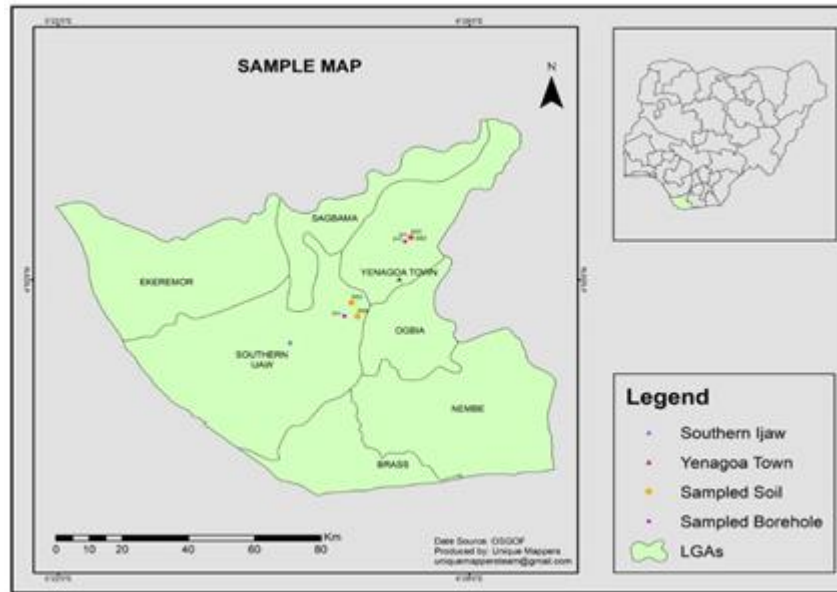 SAMPLE MAP
N
SAGBAMA
EKEREMOR
YENAGOA TOWN
OGBIA
SOUTHERN
IJAW
NEMBE
BRASS
Km
0 5 10 20 40 60 80
Data Source: OSGOF
Produced by: Unique Mappers
uniquemappersteam@gmail.com
Legend
Southern Ijaw
Yenagoa Town
Sampled Soil
Sampled Borehole
LGAs